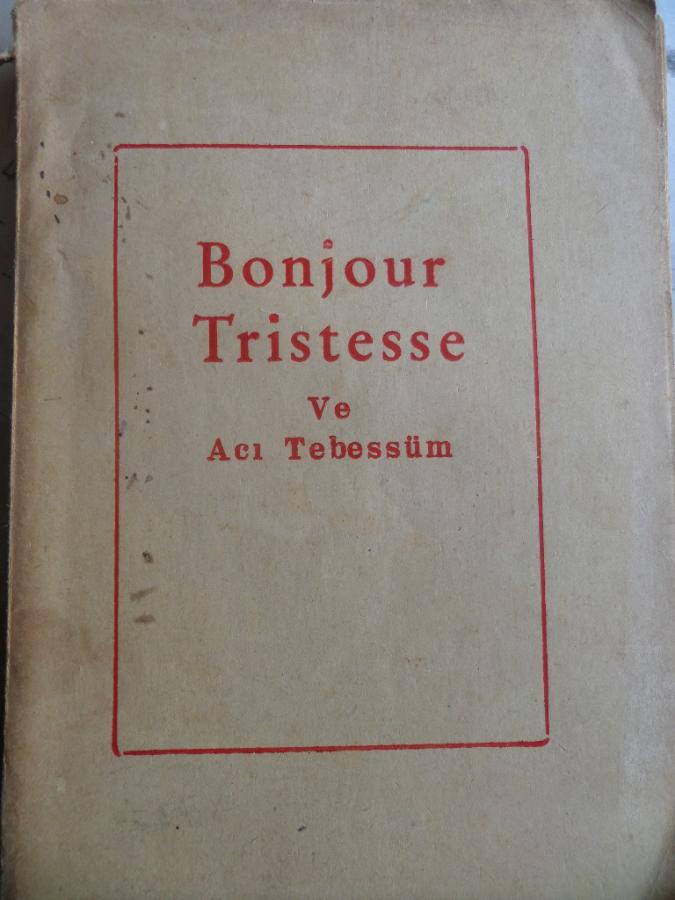 Bonjour
Tristesse
Ve
Acı Tebessüm